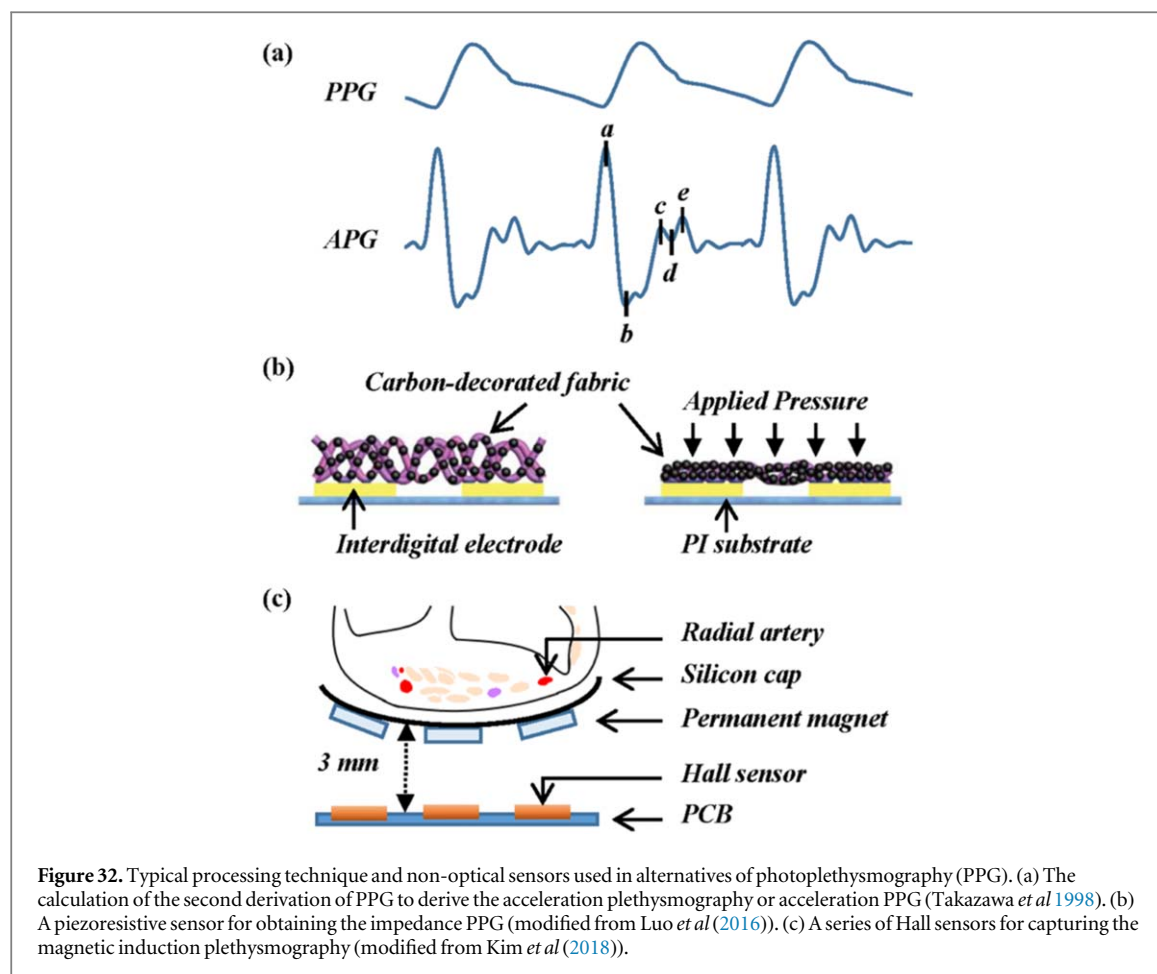 (a)
PPG
a
c
e
APG
d
b
(b)
Carbon-decorated fabric
Applied Pressure
Interdigital electrode
PI substrate
(c)
Radial artery
Silicon cap
Permanent magnet
3 mm
Hall sensor
PCB
Figure 32. Typical processing technique and non-optical sensors used in alternatives of photoplethysmography (PPG). (a) The
calculation of the second derivation of PPG to derive the acceleration plethysmography or acceleration PPG (Takazawa et al 1998). (b)
A piezoresistive sensor for obtaining the impedance PPG (modified from Luo et al (2016)). (c) A series of Hall sensors for capturing the
magnetic induction plethysmography (modified from Kim et al (2018)).